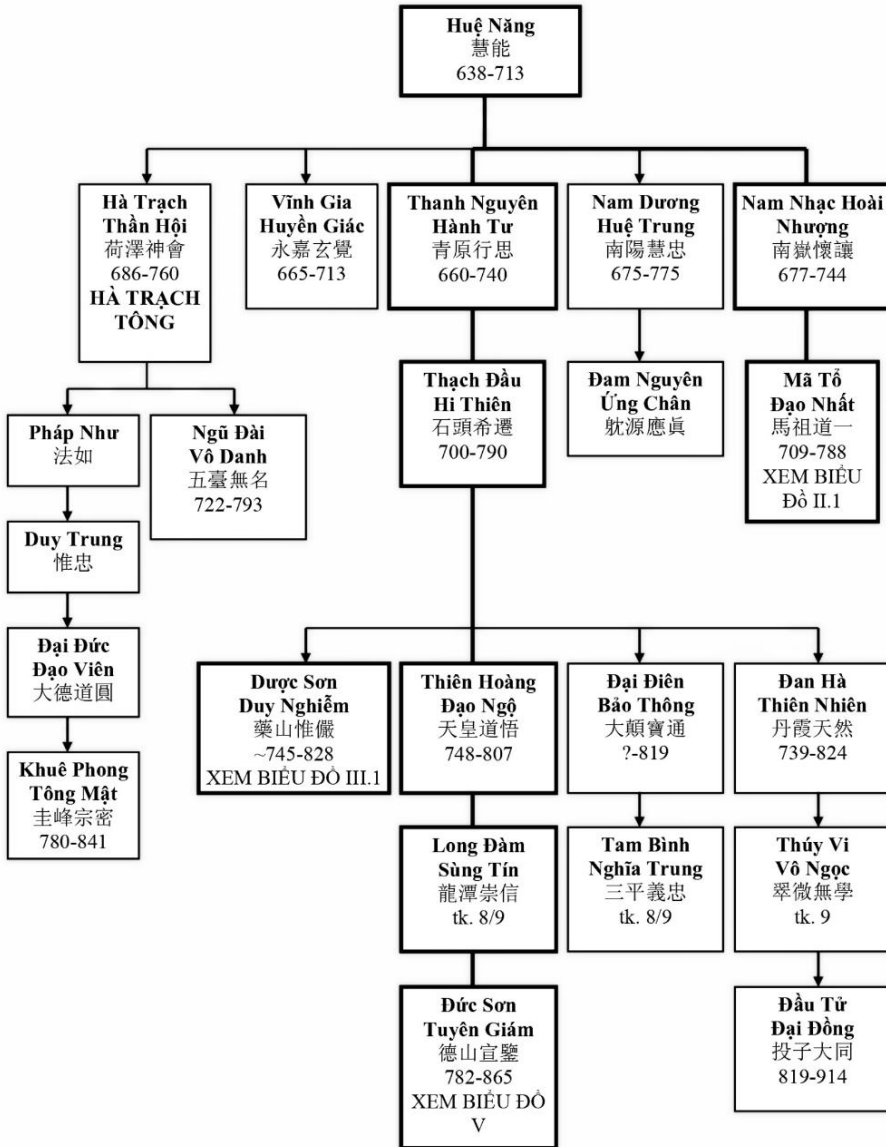 Huệ Năng
慧能
638-713
Hà Trạch
Thần Hội
荷澤神會
686-760
HÀ TRẠCH
TÔNG
Vĩnh Gia
Huyền Giác
永嘉玄覺
665-713
Thanh Nguyên
Hành Tư
青原行思
660-740
Nam Dương
Huệ Trung
南陽慧忠
675-775
Nam Nhạc Hoài
Nhượng
南嶽懷讓
677-744
Pháp Như
法如
Ngũ Đài
Vô Danh
五臺無名
722-793
Thạch Đầu
Hi Thiên
石頭希遷
700-790
Đam Nguyên
Ứng Chân
躭源應眞
Mã Tổ
Đạo Nhất
馬祖道一
709-788
XEM BIỂU
Đồ II.1
Duy Trung
惟忠
Đại Đức
Đạo Viên
大德道圓
Khuê Phong
Tông Mật
圭峰宗密
780-841
Dược Sơn
Duy Nghiễm
藥山惟儼
~745-828
XEM BIỂU ĐỒ III.1
Thiên Hoàng
Đạo Ngộ
天皇道悟
748-807
Đại Điên
Bảo Thông
大顛寶通
?-819
Đan Hà
Thiên Nhiên
丹霞天然
739-824
Long Đàm
Sùng Tín
龍潭崇信
tk. 8/9
Tam Bình
Nghĩa Trung
三平義忠
tk. 8/9
Thúy Vi
Vô Ngọc
翠微無學
tk. 9
Đức Sơn
Tuyên Giám
德山宣鑒
782-865
XEM BIỂU ĐỒ
V
Đầu Tử
Đại Đồng
投子大同
819-914